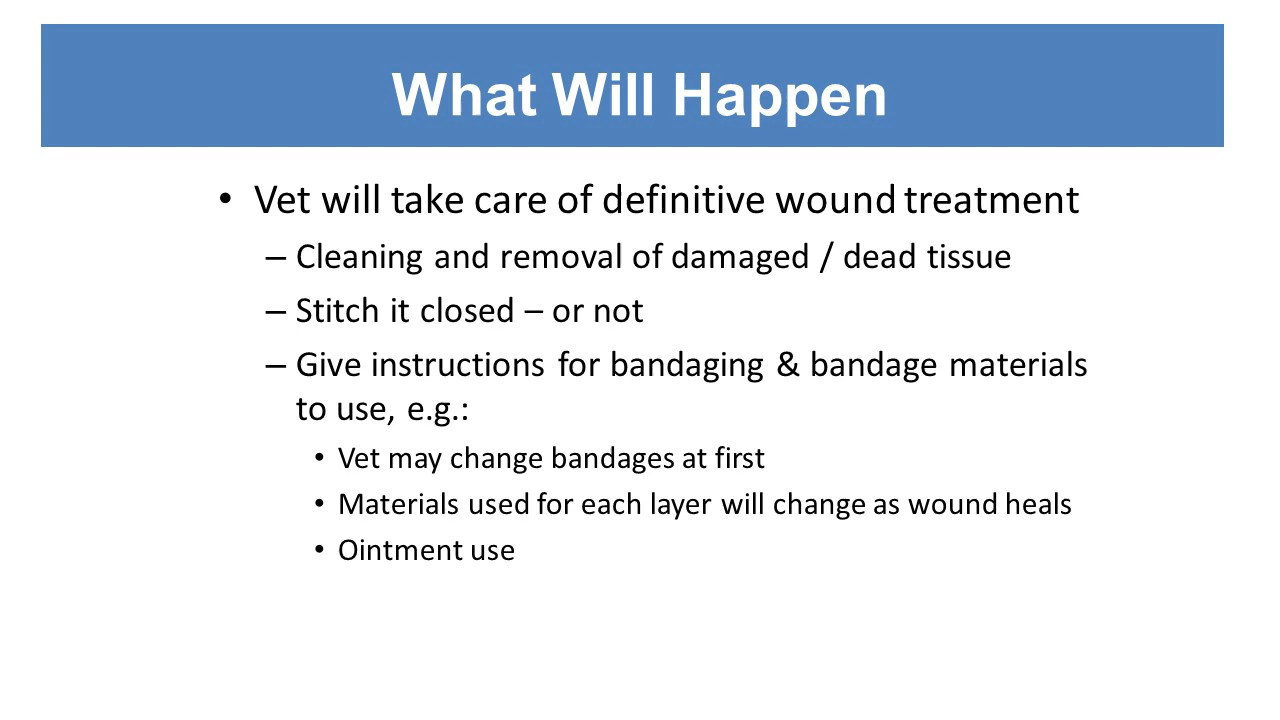 What Will Happen
• Vet will take care of definitive wound treatment
– Cleaning and removal of damaged / dead tissue
– Stitch it closed – or not
– Give instructions for bandaging & bandage materials
to use, e.g.:
• Vet may change bandages at first
• Materials used for each layer will change as wound heals
• Ointment use